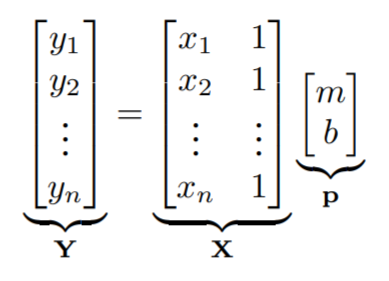 y₁ x₁ 1
y₂ = x₂ 1 m
⋮ ⋮ ⋮ b
yₙ xₙ 1 p
Y X